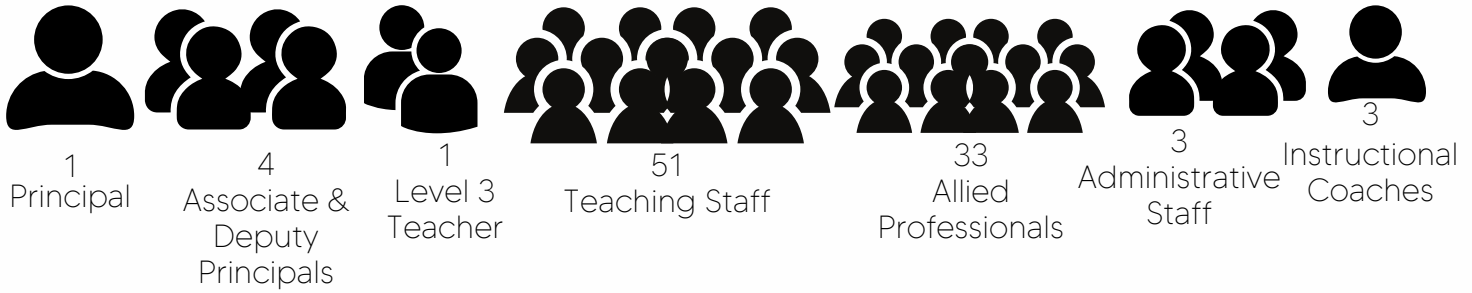 1
Principal
4
Associate &
Deputy
Principals
1
Level 3
Teacher
51
Teaching Staff
33
Allied
Professionals
3
Administrative
Staff
3
Instructional
Coaches